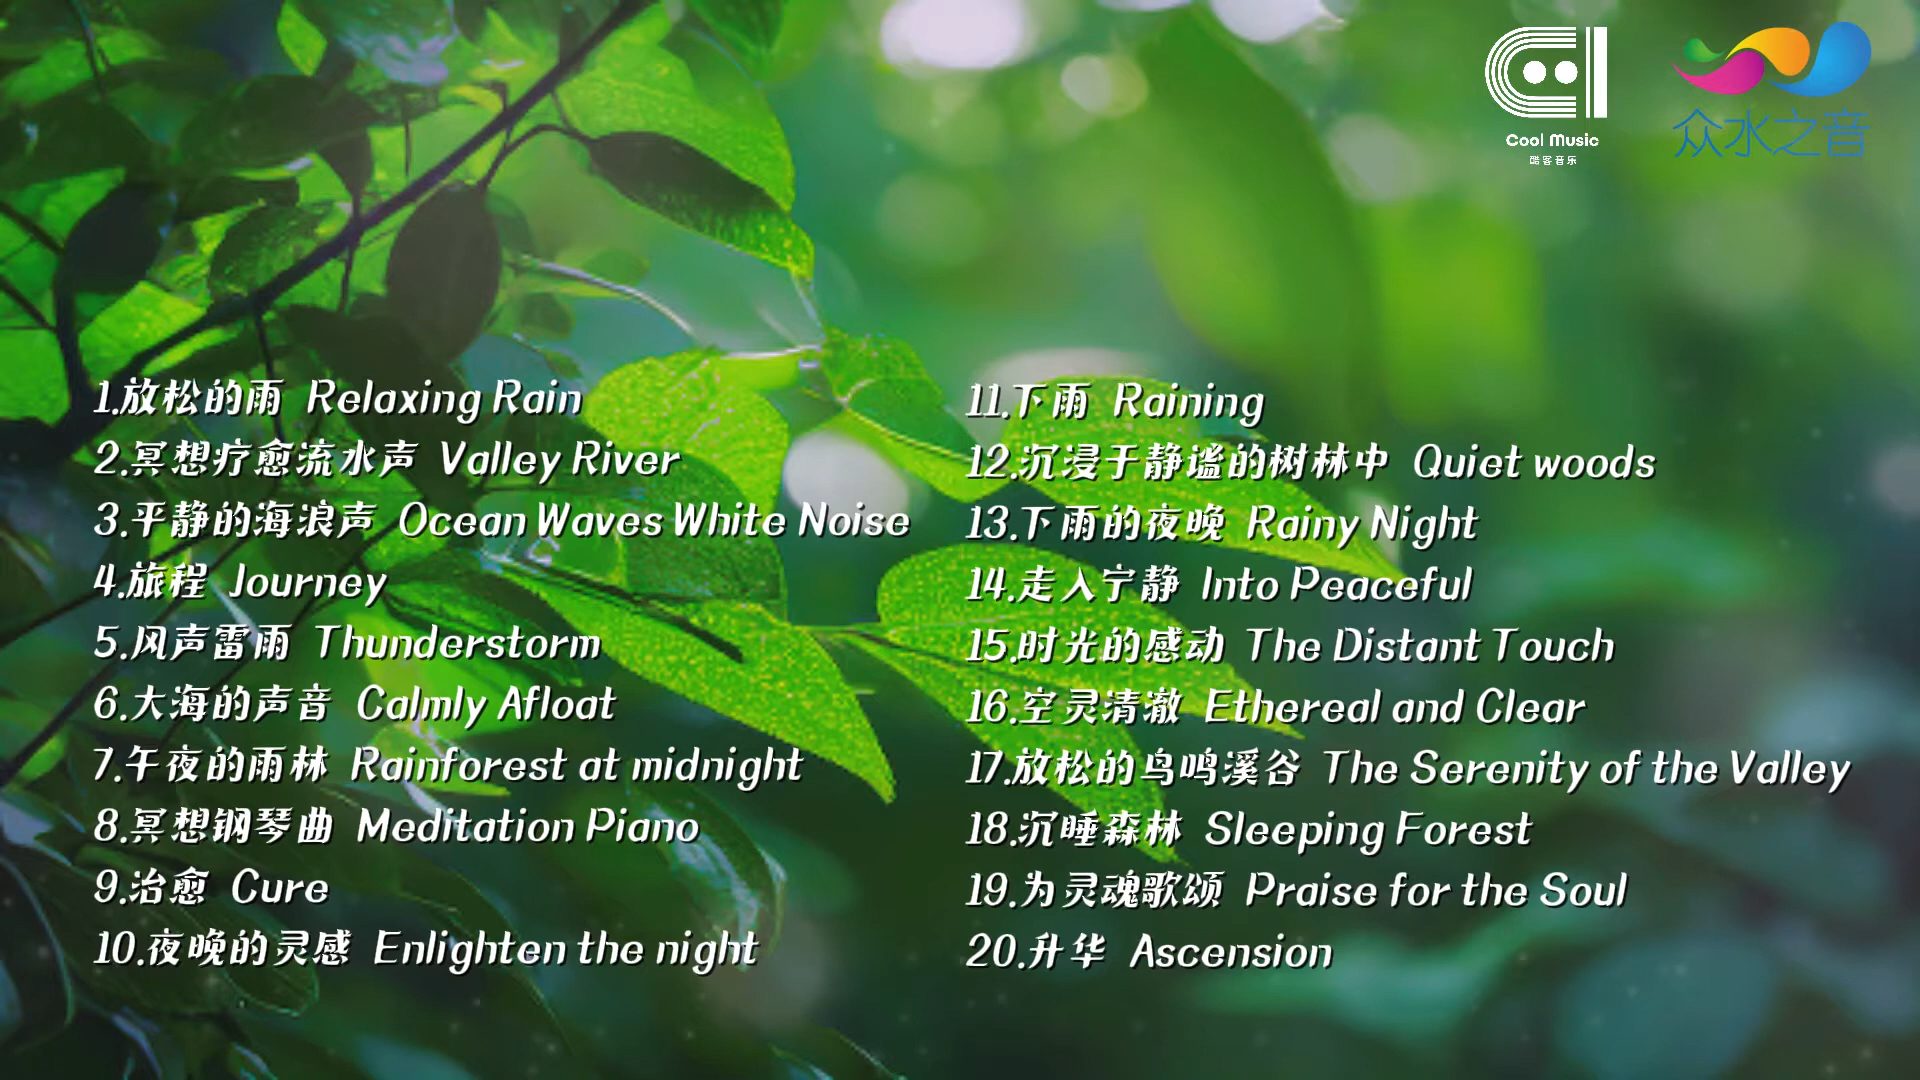 Cool Music
酷客音乐
众水之音
1.放松的雨 Relaxing Rain
2.冥想疗愈流水声 Valley River
3.平静的海浪声 Ocean Waves White Noise
4.旅程 Journey
5.风声雷雨 Thunderstorm
6.大海的声音 Calmly Afloat
7.午夜的雨林 Rainforest at midnight
8.冥想钢琴曲 Meditation Piano
9.治愈 Cure
10.夜晚的灵感 Enlighten the night
11.下雨 Raining
12.沉浸于静谧的树林中 Quiet woods
13.下雨的夜晚 Rainy Night
14.走入宁静 Into Peaceful
15.时光的感动 The Distant Touch
16.空灵清澈 Ethereal and Clear
17.放松的鸟鸣溪谷 The Serenity of the Valley
18.沉睡森林 Sleeping Forest
19.为灵魂歌颂 Praise for the Soul
20.升华 Ascension